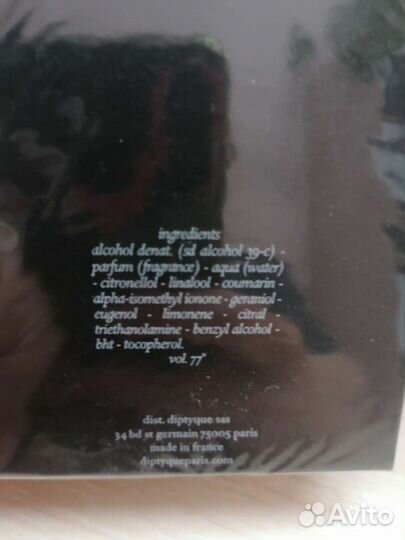 ingredients
alcohol denat. (sd alcohol 39-c) -
parfum (fragrance) - aqua (water)
- citronellol - linalool - coumarin -
alpha-isomethyl ionone - geraniol -
eugenol - limonene - citral
triethanolamine - benzyl alcohol -
bht - tocopherol.
vol. 77°
dist. diptyque sas
34 bd st germain 75005 paris
made in france
diptyqueparis.com
Avito